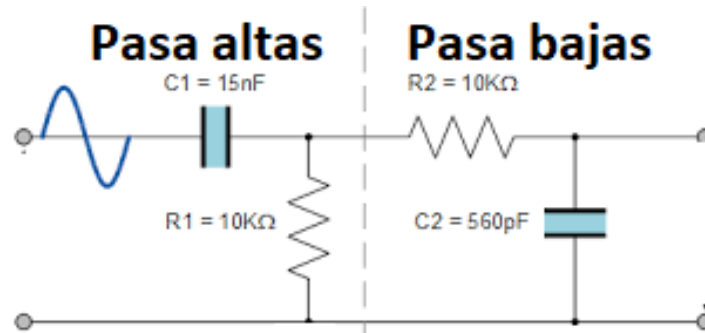 Pasa altas
Pasa bajas
C1 = 15nF
R2 = 10KΩ
R1 = 10KΩ
C2 = 560pF